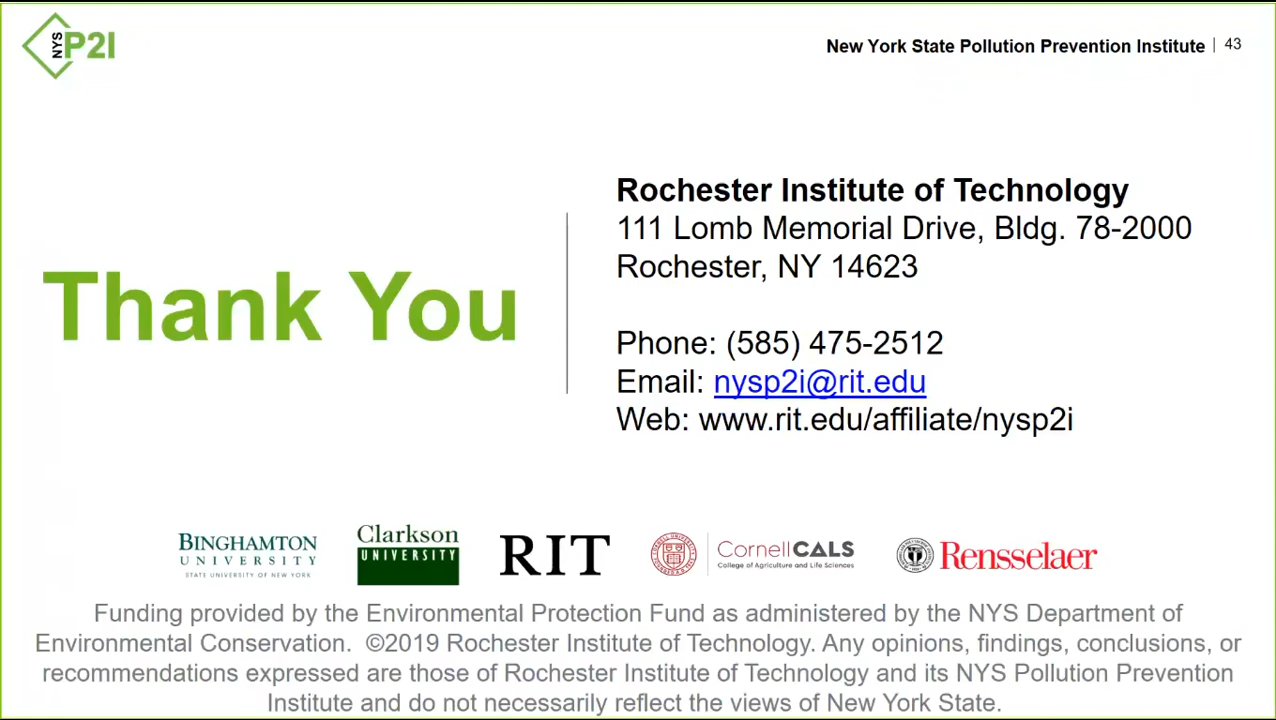 NYS P2I
New York State Pollution Prevention Institute | 43
Thank You
Rochester Institute of Technology
111 Lomb Memorial Drive, Bldg. 78-2000
Rochester, NY 14623
Phone: (585) 475-2512
Email: nysp2i@rit.edu
Web: www.rit.edu/affiliate/nysp2i
BINGHAMTON
UNIVERSITY
STATE UNIVERSITY OF NEW YORK
Clarkson
UNIVERSITY
RIT
CornellCALS
College of Agriculture and Life Sciences
Rensselaer
Funding provided by the Environmental Protection Fund as administered by the NYS Department of
Environmental Conservation. ©2019 Rochester Institute of Technology. Any opinions, findings, conclusions, or
recommendations expressed are those of Rochester Institute of Technology and its NYS Pollution Prevention
Institute and do not necessarily reflect the views of New York State.